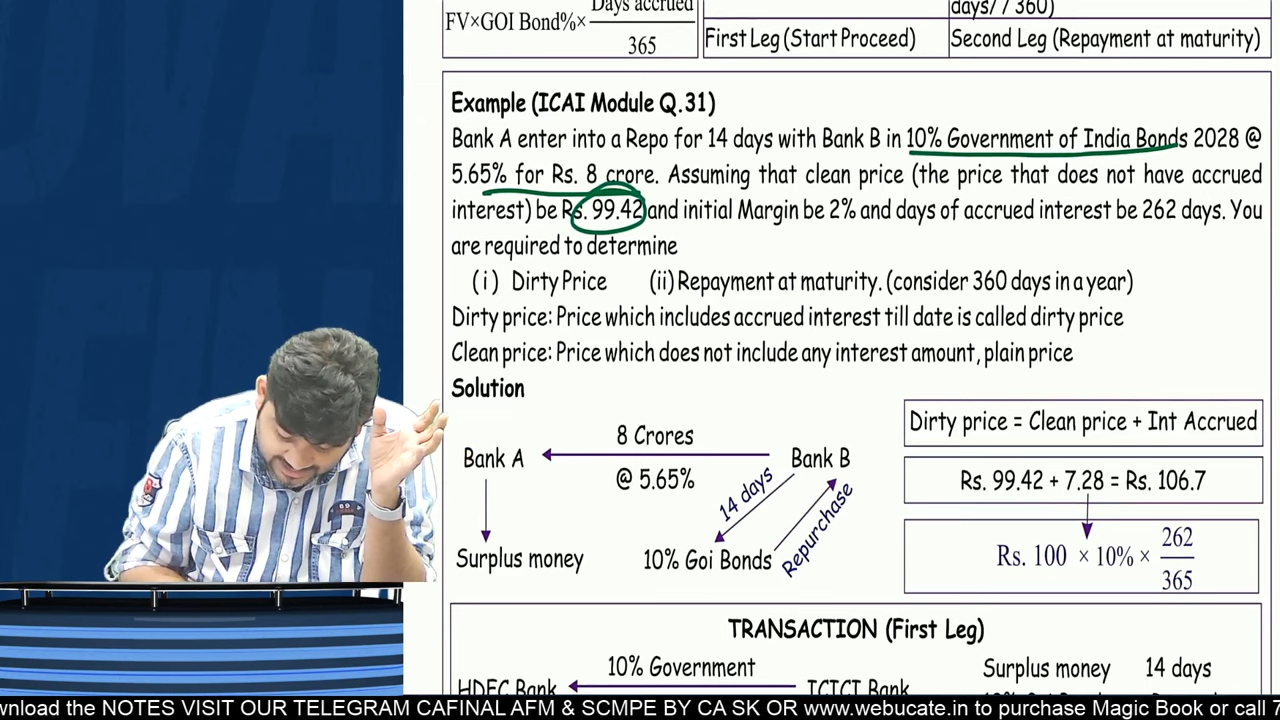 Days accrued
FV×GOI Bond%×
365
days/ / 360)
First Leg (Start Proceed)
Second Leg (Repayment at maturity)
Example (ICAI Module Q.31)
Bank A enter into a Repo for 14 days with Bank B in 10% Government of India Bonds 2028 @
5.65% for Rs. 8 crore. Assuming that clean price (the price that does not have accrued
interest) be Rs. 99.42 and initial Margin be 2% and days of accrued interest be 262 days. You
are required to determine
(i) Dirty Price (ii) Repayment at maturity. (consider 360 days in a year)
Dirty price: Price which includes accrued interest till date is called dirty price
Clean price: Price which does not include any interest amount, plain price
Solution
Bank A
8 Crores
@ 5.65%
Bank B
14 days
Repurchase
Surplus money
10% Goi Bonds
Dirty price = Clean price + Int Accrued
Rs. 99.42 + 7.28 = Rs. 106.7
Rs. 100 × 10% × 262
365
TRANSACTION (First Leg)
10% Government
HDFC Bank
ICICI Bank
Surplus money 14 days
wnload the NOTES VISIT OUR TELEGRAM CAFINAL AFM & SCMPE BY CA SK OR www.webucate.in to purchase Magic Book or call 7